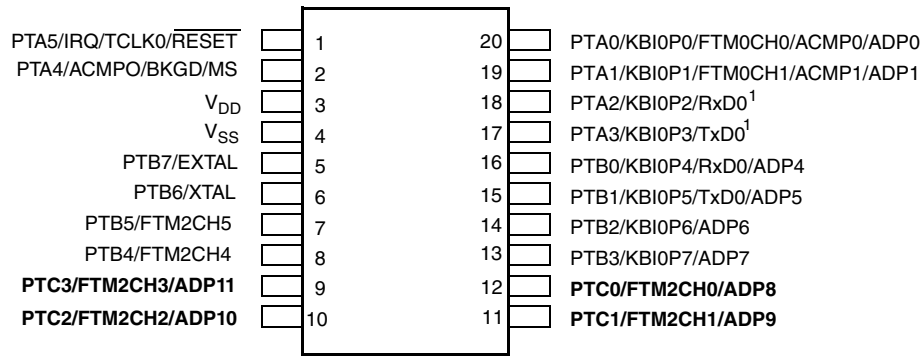 PTA5/IRQ/TCLK0/RESET 1 20 PTA0/KBI0P0/FTM0CH0/ACMP0/ADP0
PTA4/ACMPO/BKGD/MS 2 19 PTA1/KBI0P1/FTM0CH1/ACMP1/ADP1
VDD 3 18 PTA2/KBI0P2/RxD0¹
VSS 4 17 PTA3/KBI0P3/TxD0¹
PTB7/EXTAL 5 16 PTB0/KBI0P4/RxD0/ADP4
PTB6/XTAL 6 15 PTB1/KBI0P5/TxD0/ADP5
PTB5/FTM2CH5 7 14 PTB2/KBI0P6/ADP6
PTB4/FTM2CH4 8 13 PTB3/KBI0P7/ADP7
PTC3/FTM2CH3/ADP11 9 12 PTC0/FTM2CH0/ADP8
PTC2/FTM2CH2/ADP10 10 11 PTC1/FTM2CH1/ADP9